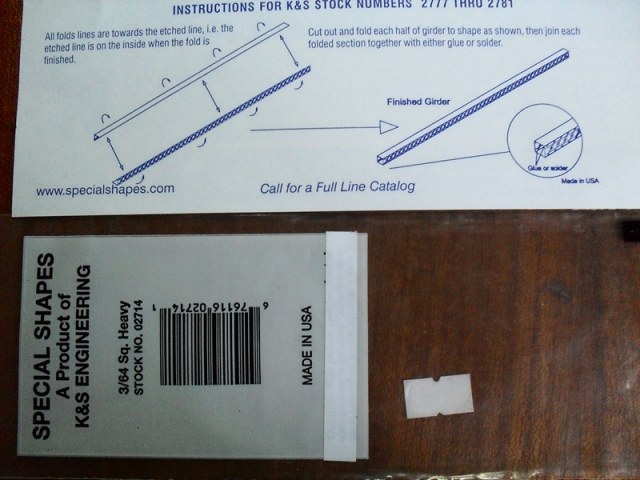 INSTRUCTIONS FOR K&S STOCK NUMBERS 2777 THRU 2781
All folds lines are towards the etched line, i.e. the
etched line is on the inside when the fold is
finished.
Cut out and fold each half of girder to shape as shown, then join each
folded section together with either glue or solder.
Finished Girder
Glue or solder
Made in USA
www.specialshapes.com
Call for a Full Line Catalog
SPECIAL SHAPES
A Product of
K&S ENGINEERING
3/64 Sq. Heavy
STOCK NO. 02714
6 76116 02714 1
MADE IN USA